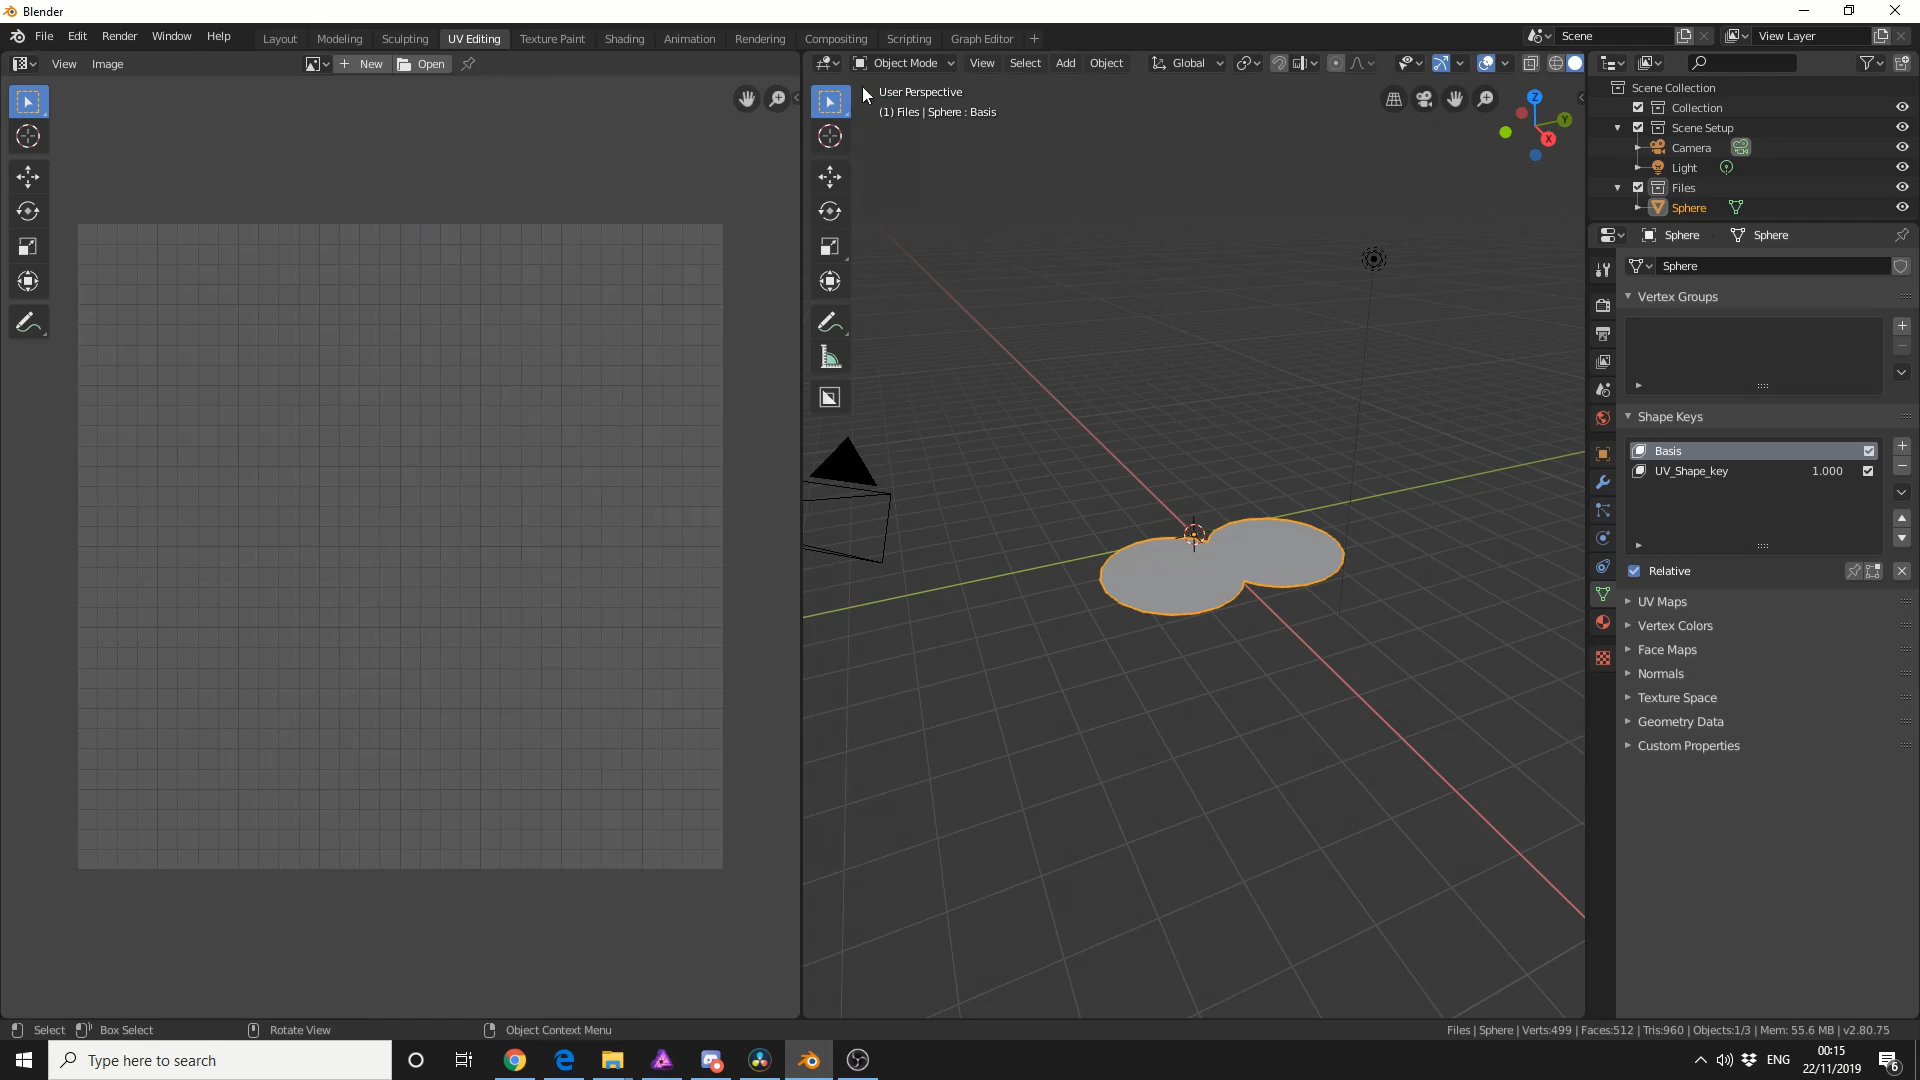 Blender
File Edit Render Window Help
Layout Modeling Sculpting UV Editing Texture Paint Shading Animation Rendering Compositing Scripting Graph Editor +
Scene
View Layer
View Image
New Open
Object Mode View Select Add Object
Global
User Perspective
(1) Files | Sphere : Basis
Z
Y
X
Scene Collection
Collection
Scene Setup
Camera
Light
Files
Sphere
Sphere Sphere
Sphere
Vertex Groups
Shape Keys
Basis
UV_Shape_key 1.000
Relative
UV Maps
Vertex Colors
Face Maps
Normals
Texture Space
Geometry Data
Custom Properties
Select Box Select Rotate View Object Context Menu
Files | Sphere | Verts:499 | Faces:512 | Tris:960 | Objects:1/3 | Mem: 55.6 MB | v2.80.75
Type here to search
ENG
00:15
22/11/2019
6